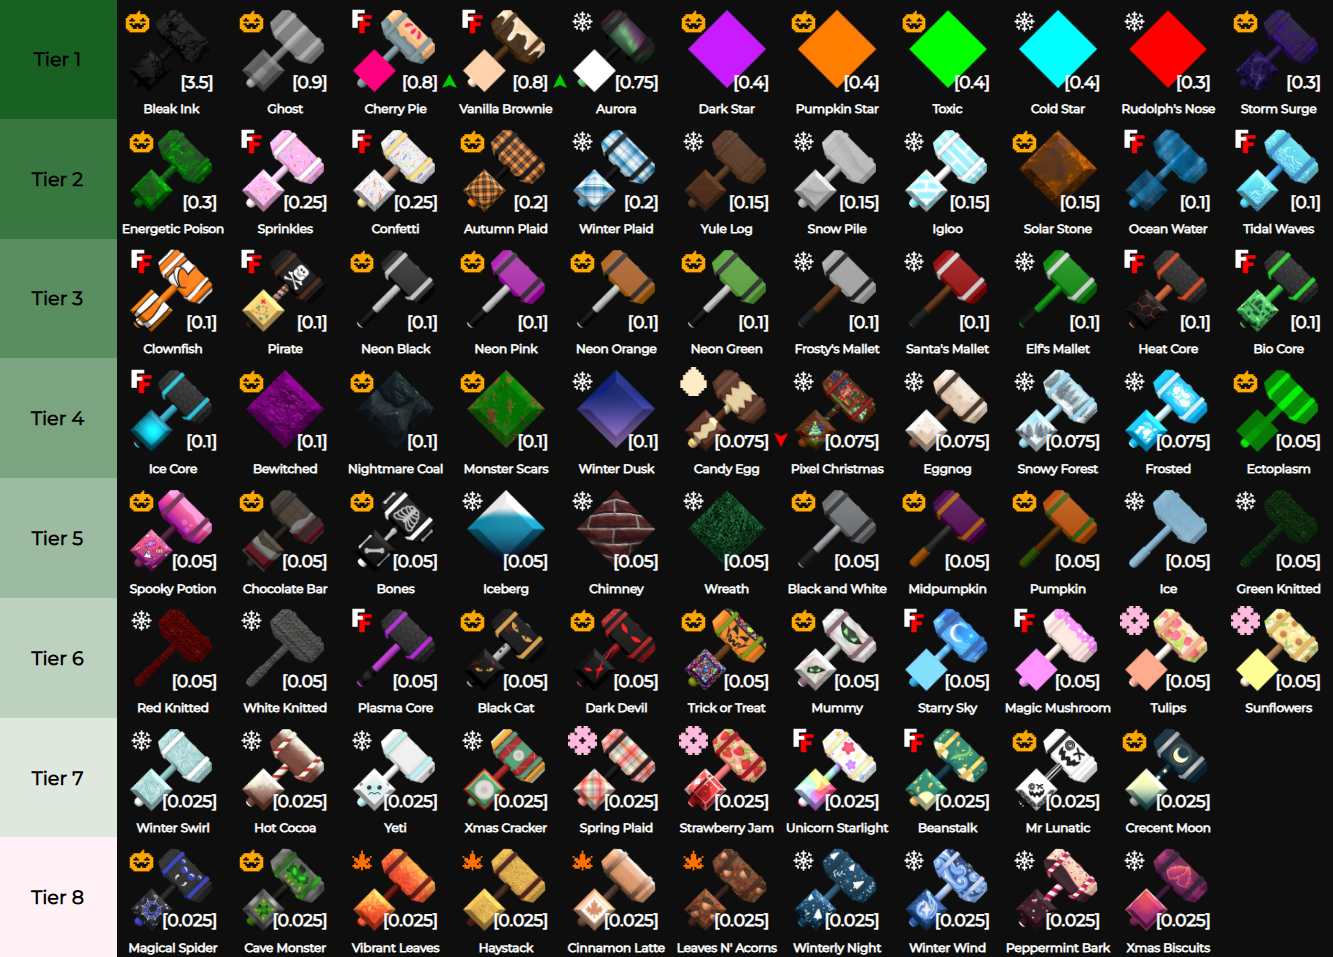 Tier 1
[3.5] [0.9] [0.8] [0.8] [0.75] [0.4] [0.4] [0.4] [0.4] [0.3] [0.3]
Bleak Ink Ghost Cherry Pie Vanilla Brownie Aurora Dark Star Pumpkin Star Toxic Cold Star Rudolph's Nose Storm Surge
Tier 2
[0.3] [0.25] [0.25] [0.2] [0.2] [0.15] [0.15] [0.15] [0.15] [0.1] [0.1]
Energetic Poison Sprinkles Confetti Autumn Plaid Winter Plaid Yule Log Snow Pile Igloo Solar Stone Ocean Water Tidal Waves
Tier 3
[0.1] [0.1] [0.1] [0.1] [0.1] [0.1] [0.1] [0.1] [0.1] [0.1] [0.1]
Clownfish Pirate Neon Black Neon Pink Neon Orange Neon Green Frosty's Mallet Santa's Mallet Elf's Mallet Heat Core Bio Core
Tier 4
[0.1] [0.1] [0.1] [0.1] [0.1] [0.075] [0.075] [0.075] [0.075] [0.075] [0.05]
Ice Core Bewitched Nightmare Coal Monster Scars Winter Dusk Candy Egg Pixel Christmas Eggnog Snowy Forest Frosted Ectoplasm
Tier 5
[0.05] [0.05] [0.05] [0.05] [0.05] [0.05] [0.05] [0.05] [0.05] [0.05] [0.05]
Spooky Potion Chocolate Bar Bones Iceberg Chimney Wreath Black and White Midpumpkin Pumpkin Ice Green Knitted
Tier 6
[0.05] [0.05] [0.05] [0.05] [0.05] [0.05] [0.05] [0.05] [0.05] [0.05] [0.05]
Red Knitted White Knitted Plasma Core Black Cat Dark Devil Trick or Treat Mummy Starry Sky Magic Mushroom Tulips Sunflowers
Tier 7
[0.025] [0.025] [0.025] [0.025] [0.025] [0.025] [0.025] [0.025] [0.025] [0.025]
Winter Swirl Hot Cocoa Yeti Xmas Cracker Spring Plaid Strawberry Jam Unicorn Starlight Beanstalk Mr Lunatic Crecent Moon
Tier 8
[0.025] [0.025] [0.025] [0.025] [0.025] [0.025] [0.025] [0.025] [0.025] [0.025]
Magical Spider Cave Monster Vibrant Leaves Haystack Cinnamon Latte Leaves N' Acorns Winterly Night Winter Wind Peppermint Bark Xmas Biscuits